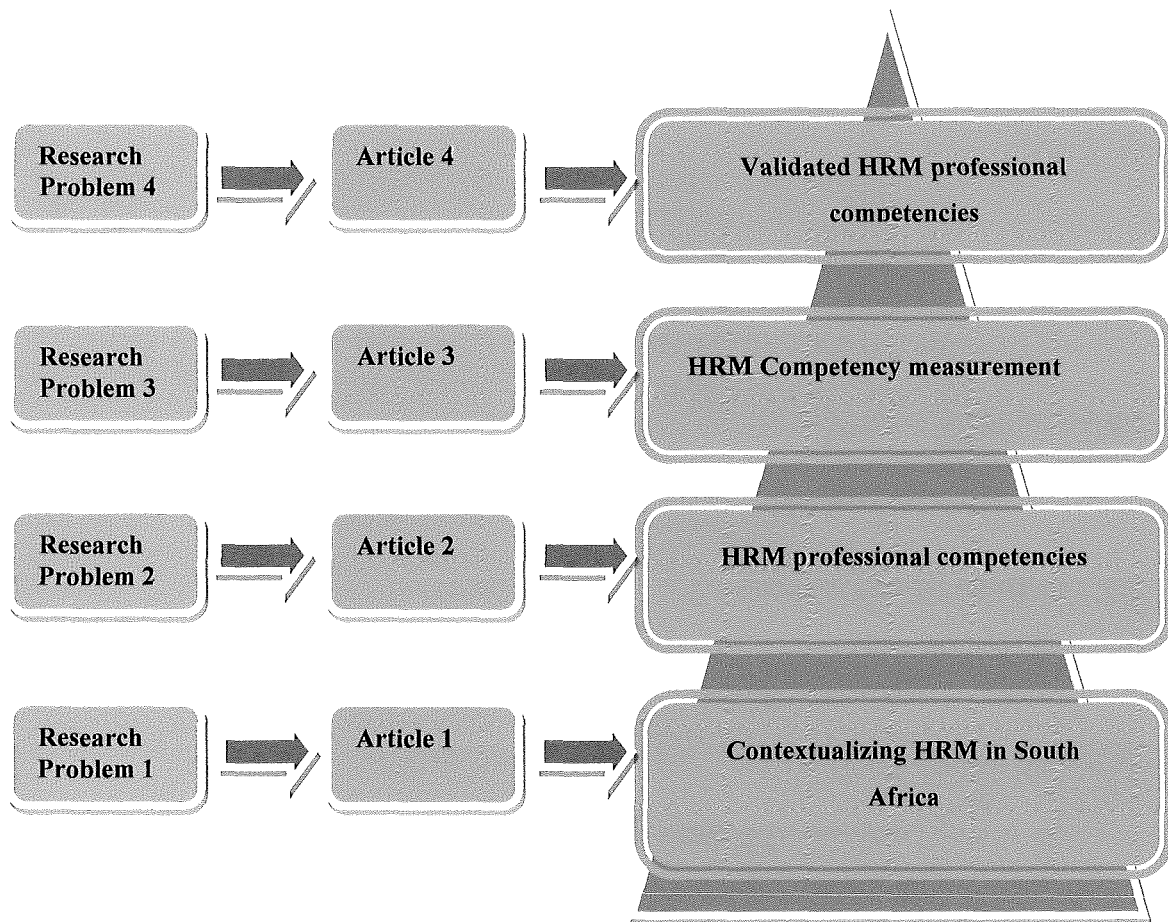 Research
Problem 4
Article 4
Validated HRM professional
competencies
Research
Problem 3
Article 3
HRM Competency measurement
Research
Problem 2
Article 2
HRM professional competencies
Research
Problem 1
Article 1
Contextualizing HRM in South
Africa